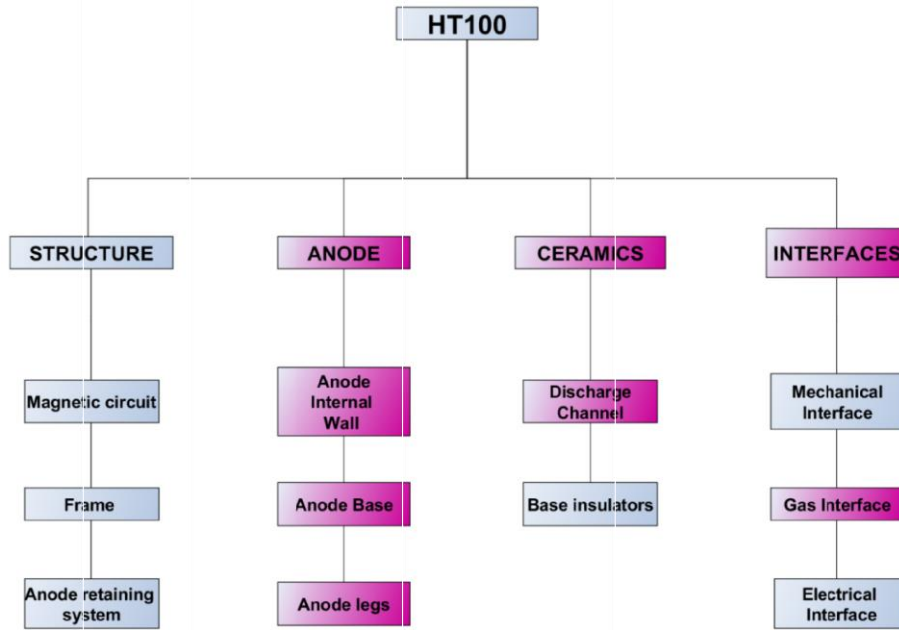 HT100
STRUCTURE
ANODE
CERAMICS
INTERFACES
Magnetic circuit
Anode
Internal
Wall
Discharge
Channel
Mechanical
Interface
Frame
Anode Base
Base insulators
Gas Interface
Anode retaining
system
Anode legs
Electrical
Interface